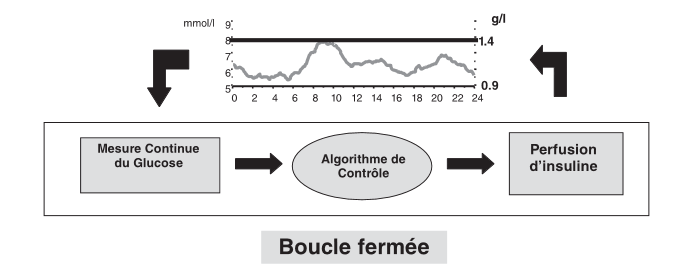 mmol/l
g/l
9
8
7
6
5
1.4
0.9
0 2 4 6 8 10 12 14 16 18 20 22 24
Mesure Continue
du Glucose
Algorithme de
Contrôle
Perfusion
d'insuline
Boucle fermée